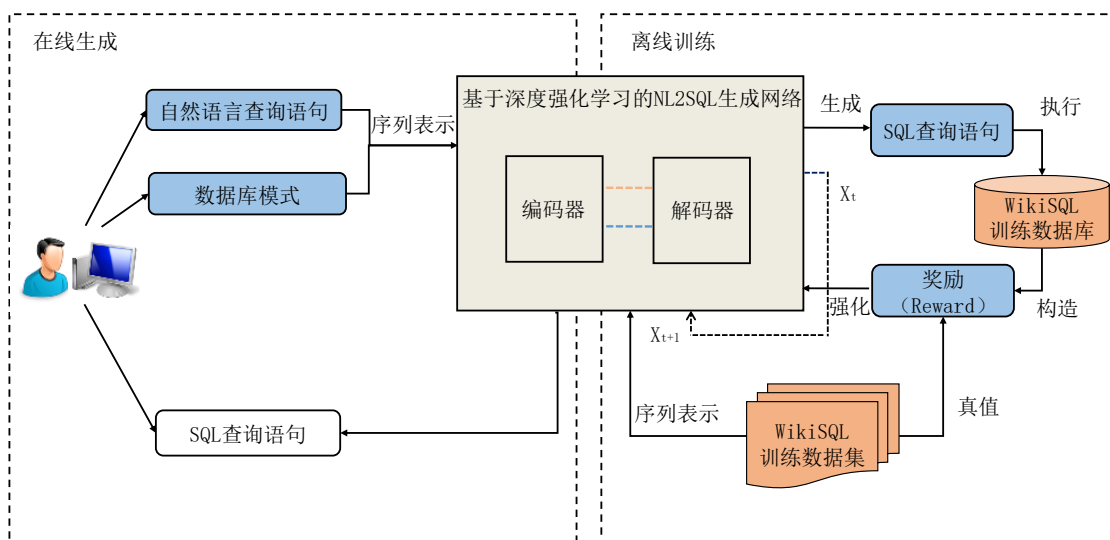 在线生成
离线训练
自然语言查询语句
数据库模式
序列表示
基于深度强化学习的NL2SQL生成网络
编码器
解码器
生成
SQL查询语句
执行
Xt
WikiSQL
训练数据库
奖励
(Reward)
强化
构造
Xt+1
SQL查询语句
序列表示
WikiSQL
训练数据集
真值